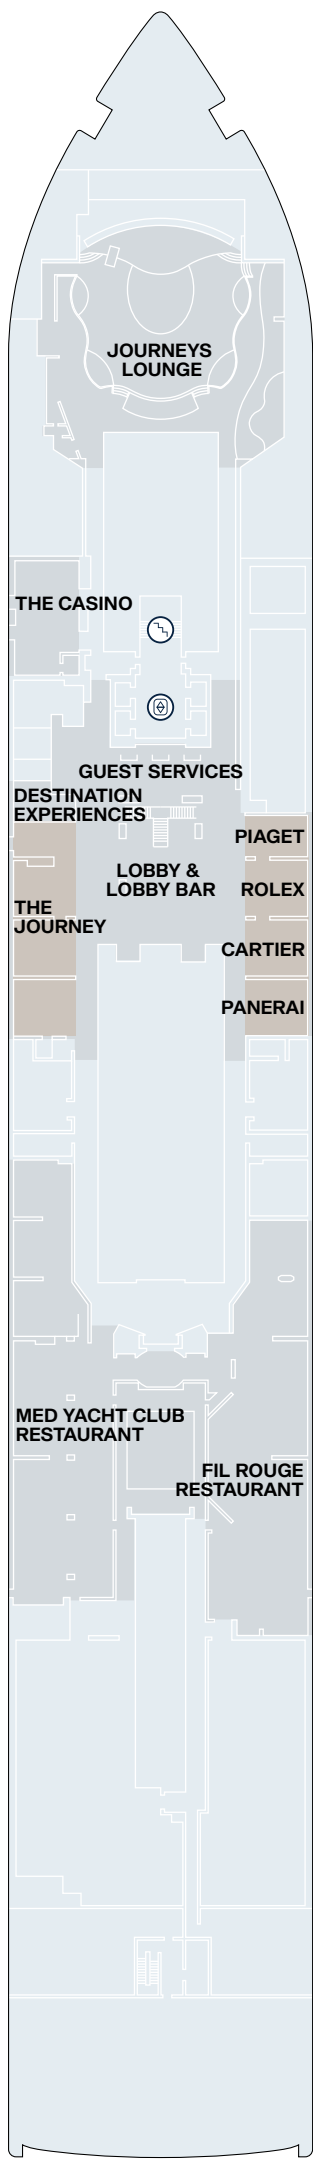 JOURNEYS
LOUNGE
THE CASINO
GUEST SERVICES
DESTINATION
EXPERIENCES
PIAGET
LOBBY &
LOBBY BAR
ROLEX
THE
JOURNEY
CARTIER
PANERAI
MED YACHT CLUB
RESTAURANT
FIL ROUGE
RESTAURANT